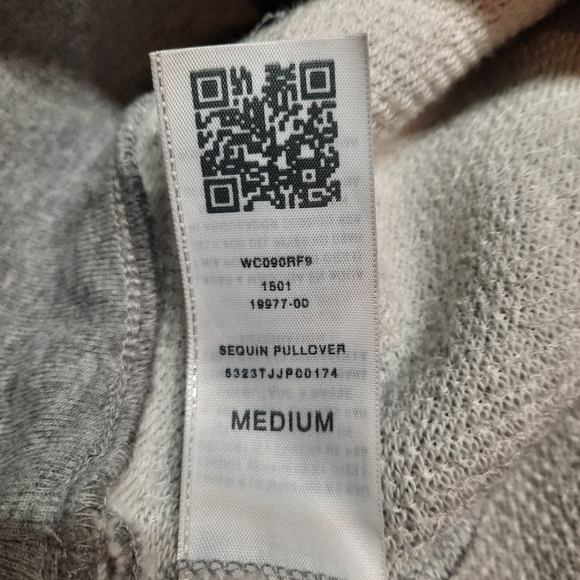 WC090RF9
1501
19977-00
SEQUIN PULLOVER
5323TJJP00174
MEDIUM